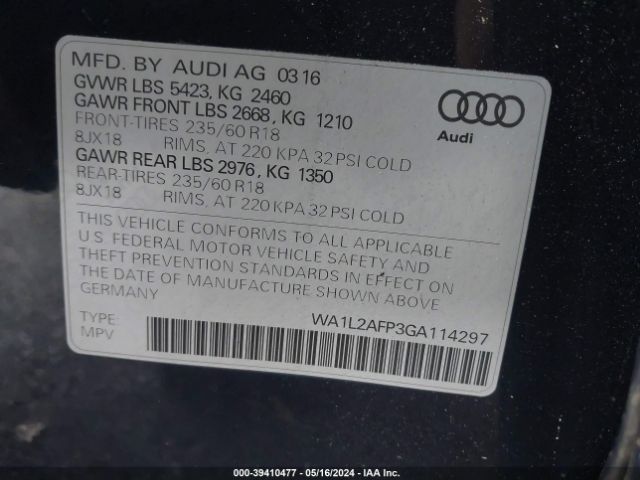 MFD. BY AUDI AG 03 16
GVWR LBS 5423, KG 2460
GAWR FRONT LBS 2668, KG 1210
FRONT-TIRES 235/60 R18
8JX18 RIMS, AT 220 KPA 32 PSI COLD
GAWR REAR LBS 2976, KG 1350
REAR-TIRES 235/60 R18
8JX18 RIMS, AT 220 KPA 32 PSI COLD
Audi
THIS VEHICLE CONFORMS TO ALL APPLICABLE
U.S. FEDERAL MOTOR VEHICLE SAFETY AND
THEFT PREVENTION STANDARDS IN EFFECT ON
THE DATE OF MANUFACTURE SHOWN ABOVE
GERMANY
TYPE:
MPV
WA1L2AFP3GA114297
000-39410477 - 05/16/2024 - IAA Inc.